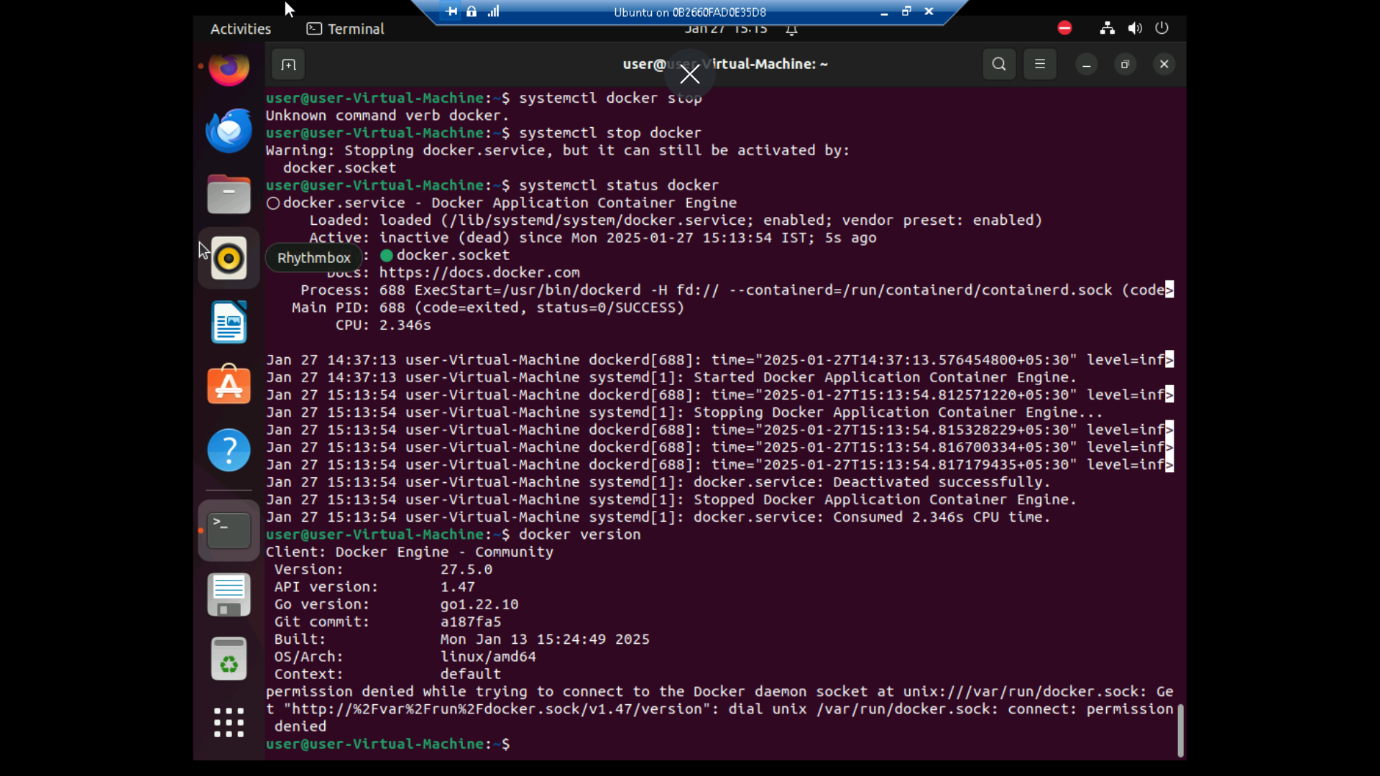 Ubuntu on 0B2660FAD0E35D8
Activities
Terminal
Jan 27 15:15
user@user-Virtual-Machine: ~
user@user-Virtual-Machine:~$ systemctl docker stop
Unknown command verb docker.
user@user-Virtual-Machine:~$ systemctl stop docker
Warning: Stopping docker.service, but it can still be activated by:
docker.socket
user@user-Virtual-Machine:~$ systemctl status docker
docker.service - Docker Application Container Engine
Loaded: loaded (/lib/systemd/system/docker.service; enabled; vendor preset: enabled)
Active: inactive (dead) since Mon 2025-01-27 15:13:54 IST; 5s ago
Rhythmbox
: ● docker.socket
Docs: https://docs.docker.com
Process: 688 ExecStart=/usr/bin/dockerd -H fd:// --containerd=/run/containerd/containerd.sock (code>
Main PID: 688 (code=exited, status=0/SUCCESS)
CPU: 2.346s
Jan 27 14:37:13 user-Virtual-Machine dockerd[688]: time="2025-01-27T14:37:13.576454800+05:30" level=inf>
Jan 27 14:37:13 user-Virtual-Machine systemd[1]: Started Docker Application Container Engine.
Jan 27 15:13:54 user-Virtual-Machine dockerd[688]: time="2025-01-27T15:13:54.812571220+05:30" level=inf>
Jan 27 15:13:54 user-Virtual-Machine systemd[1]: Stopping Docker Application Container Engine...
Jan 27 15:13:54 user-Virtual-Machine dockerd[688]: time="2025-01-27T15:13:54.815328229+05:30" level=inf>
Jan 27 15:13:54 user-Virtual-Machine dockerd[688]: time="2025-01-27T15:13:54.816700334+05:30" level=inf>
Jan 27 15:13:54 user-Virtual-Machine dockerd[688]: time="2025-01-27T15:13:54.817179435+05:30" level=inf>
Jan 27 15:13:54 user-Virtual-Machine systemd[1]: docker.service: Deactivated successfully.
Jan 27 15:13:54 user-Virtual-Machine systemd[1]: Stopped Docker Application Container Engine.
Jan 27 15:13:54 user-Virtual-Machine systemd[1]: docker.service: Consumed 2.346s CPU time.
user@user-Virtual-Machine:~$ docker version
Client: Docker Engine - Community
Version: 27.5.0
API version: 1.47
Go version: go1.22.10
Git commit: a187fa5
Built: Mon Jan 13 15:24:49 2025
OS/Arch: linux/amd64
Context: default
permission denied while trying to connect to the Docker daemon socket at unix:///var/run/docker.sock: Ge
t "http://%2Fvar%2Frun%2Fdocker.sock/v1.47/version": dial unix /var/run/docker.sock: connect: permission
denied
user@user-Virtual-Machine:~$